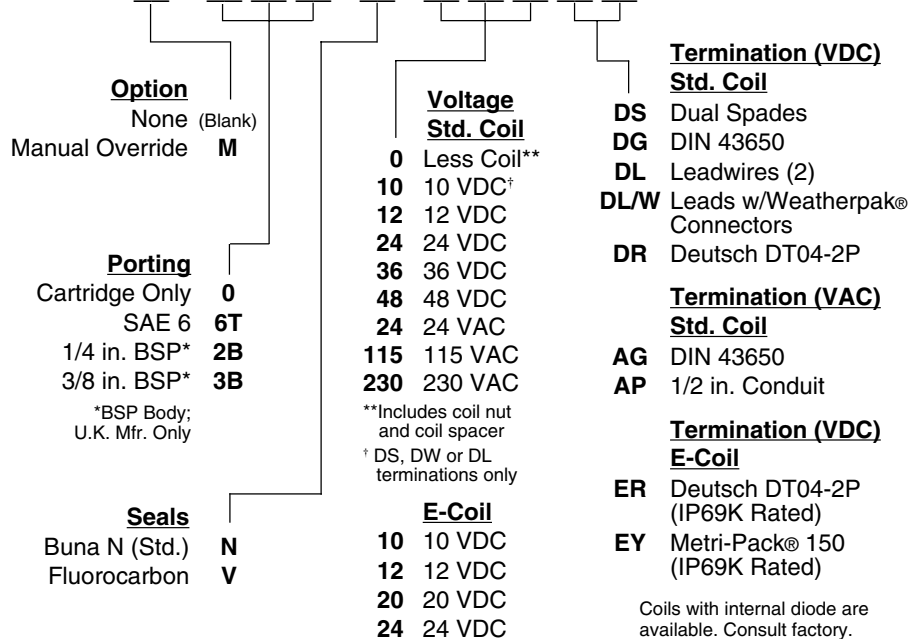 Option
None (Blank)
Manual Override M
Porting
Cartridge Only 0
SAE 6 6T
1/4 in. BSP* 2B
3/8 in. BSP* 3B
*BSP Body;
U.K. Mfr. Only
Seals
Buna N (Std.) N
Fluorocarbon V
Voltage
Std. Coil
0 Less Coil**
10 10 VDC†
12 12 VDC
24 24 VDC
36 36 VDC
48 48 VDC
24 24 VAC
115 115 VAC
230 230 VAC
**Includes coil nut
and coil spacer
† DS, DW or DL
terminations only
E-Coil
10 10 VDC
12 12 VDC
20 20 VDC
24 24 VDC
Termination (VDC)
Std. Coil
DS Dual Spades
DG DIN 43650
DL Leadwires (2)
DL/W Leads w/Weatherpak®
Connectors
DR Deutsch DT04-2P
Termination (VAC)
Std. Coil
AG DIN 43650
AP 1/2 in. Conduit
Termination (VDC)
E-Coil
ER Deutsch DT04-2P
(IP69K Rated)
EY Metri-Pack® 150
(IP69K Rated)
Coils with internal diode are
available. Consult factory.